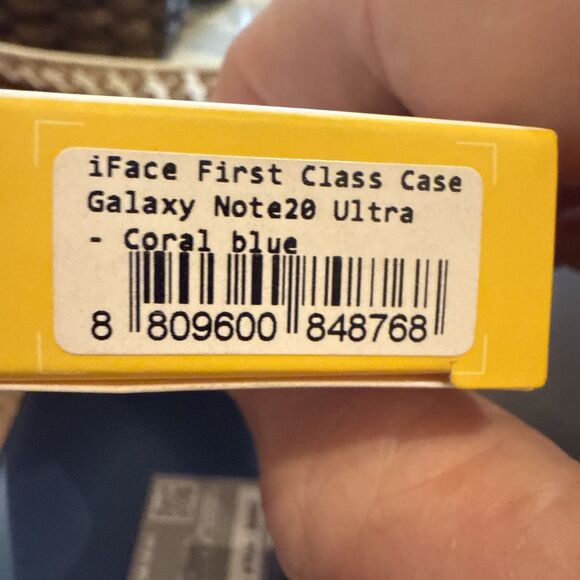 iFace First Class Case
Galaxy Note20 Ultra
- Coral blue
8 809600 848768